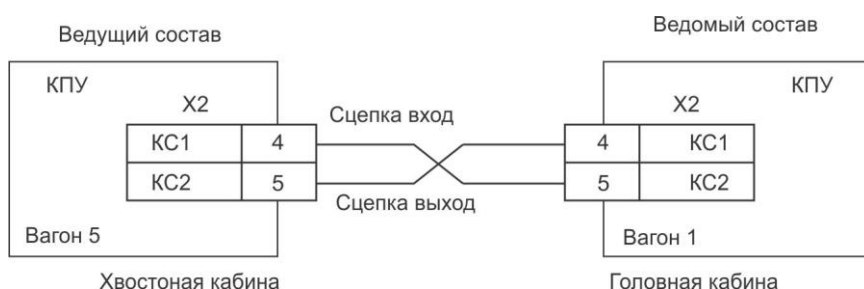 Ведущий состав
Ведомый состав
КПУ
КПУ
X2
X2
Сцепка вход
КС1 4
4 КС1
КС2 5
5 КС2
Сцепка выход
Вагон 5
Вагон 1
Хвостоная кабина
Головная кабина